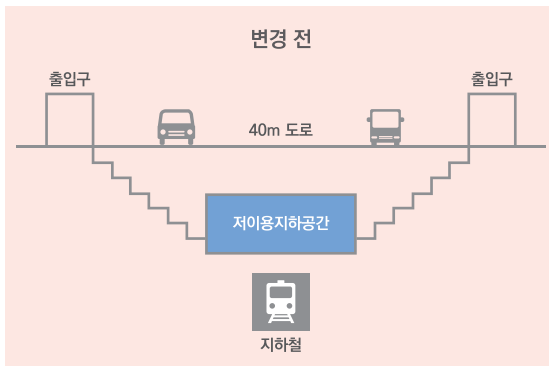 변경 전
출입구
출입구
40m 도로
저이용지하공간
지하철